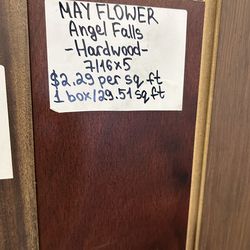 MAY FLOWER
Angel Falls
-Hardwood-
7/16x5
$2.29 per sq ft
1 box/29.51 sq ft